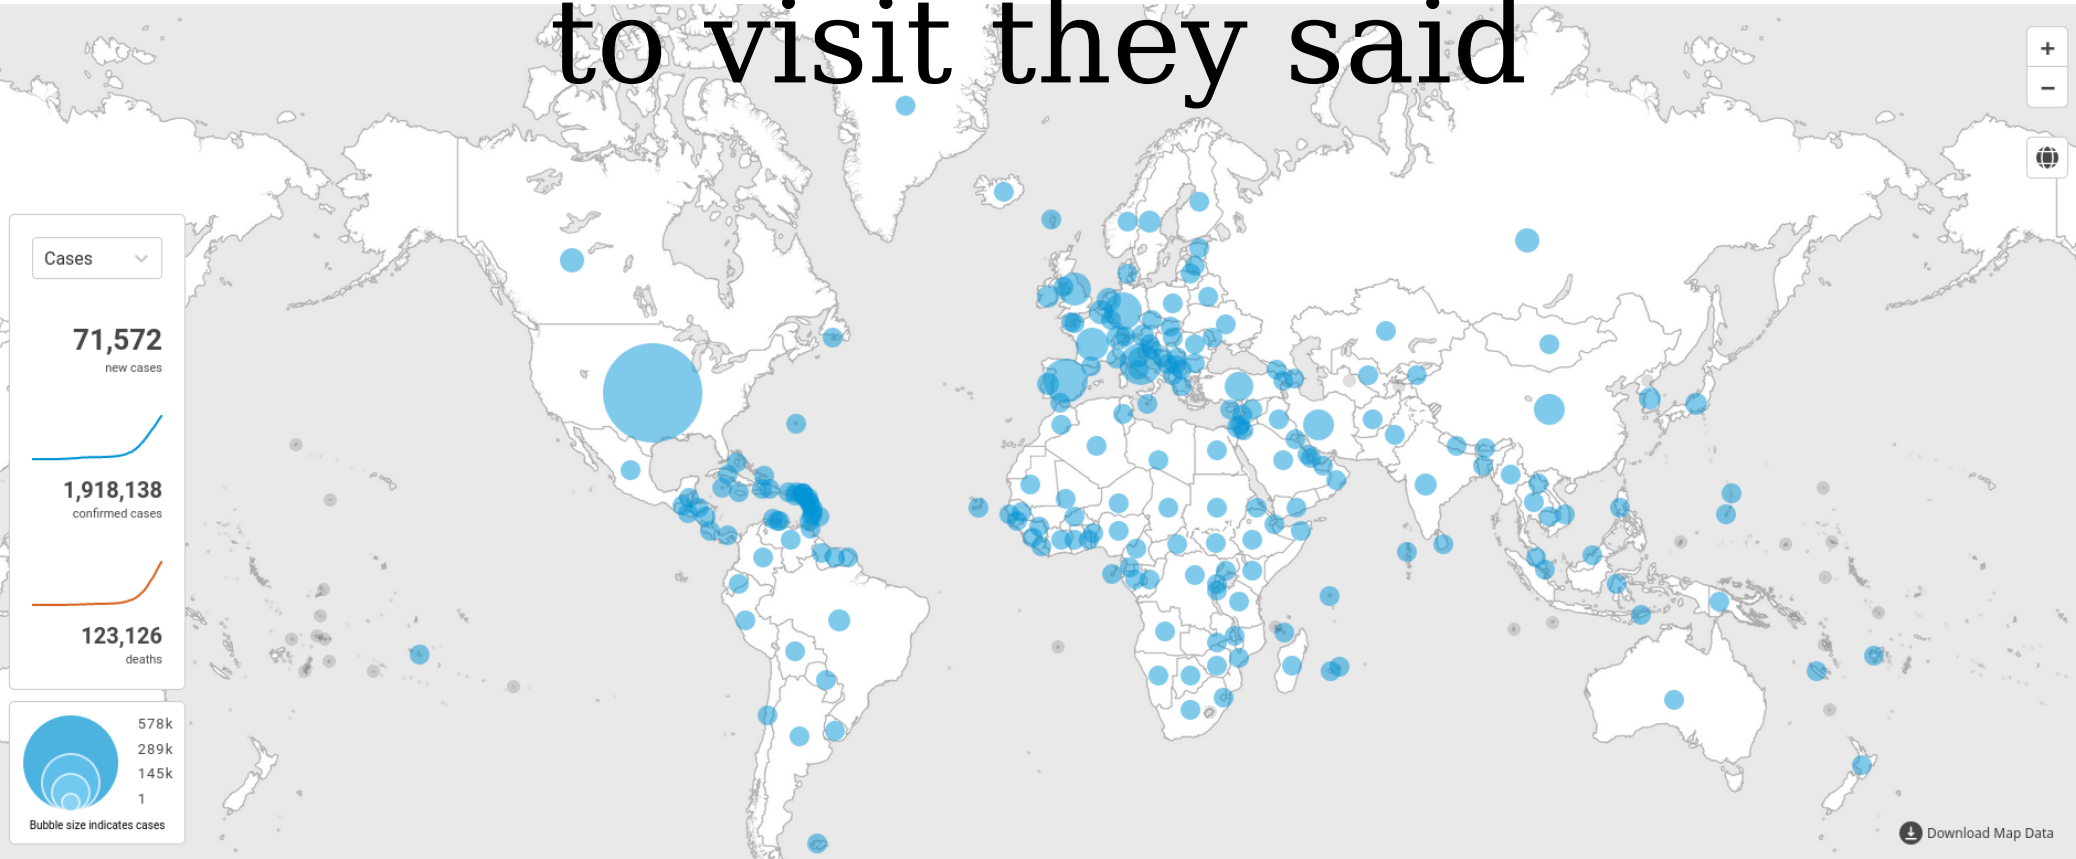 to visit they said
+
−
Cases
71,572
new cases
1,918,138
confirmed cases
123,126
deaths
578k
289k
145k
1
Bubble size indicates cases
Download Map Data